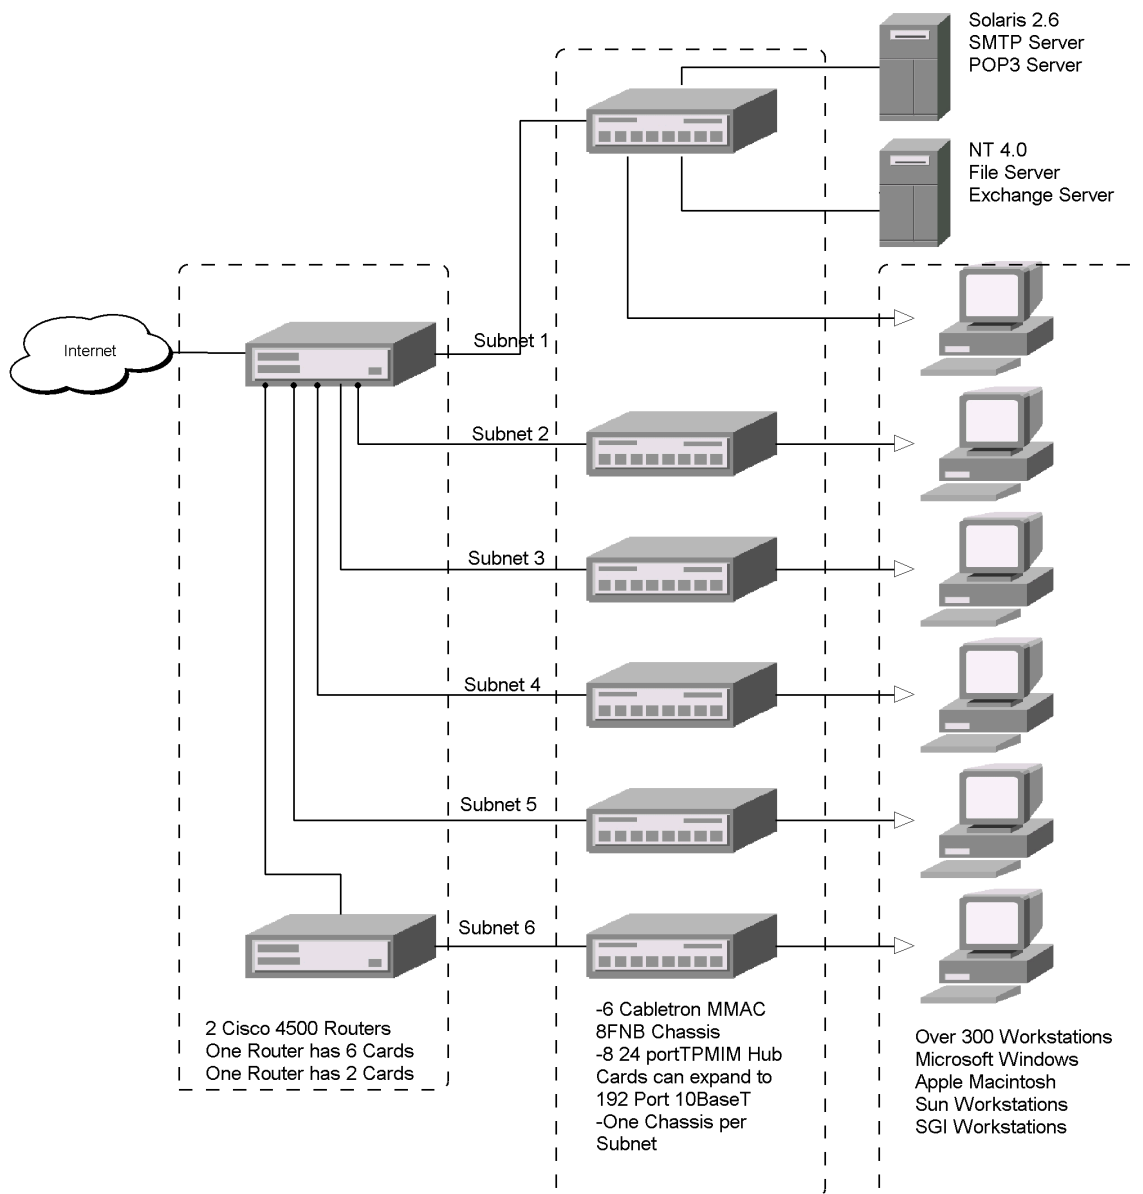 Solaris 2.6
SMTP Server
POP3 Server
NT 4.0
File Server
Exchange Server
Internet
Subnet 1
Subnet 2
Subnet 3
Subnet 4
Subnet 5
Subnet 6
2 Cisco 4500 Routers
One Router has 6 Cards
One Router has 2 Cards
-6 Cabletron MMAC
8FNB Chassis
-8 24 portTPMIM Hub
Cards can expand to
192 Port 10BaseT
-One Chassis per
Subnet
Over 300 Workstations
Microsoft Windows
Apple Macintosh
Sun Workstations
SGI Workstations